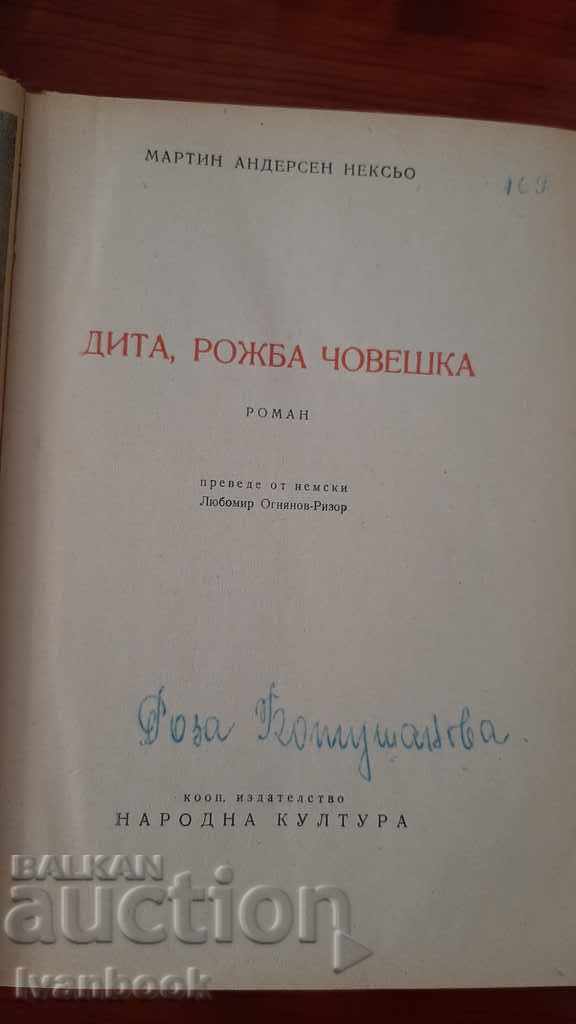 МАРТИН АНДЕРСЕН НЕКСЬО
169
ДИТА, РОЖБА ЧОВЕШКА
РОМАН
преведе от немски
Любомир Огнянов-Ризор
Роза
кооп. издателство
НАРОДНА КУЛТУРА
BALKAN
auction
Ivanbook